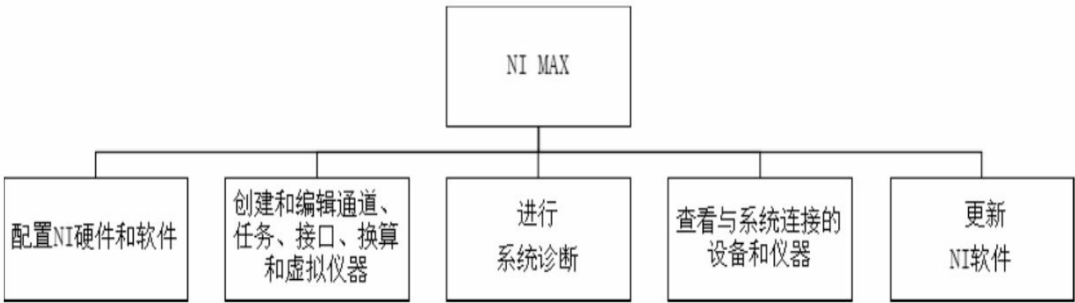 NI MAX
配置NI硬件和软件
创建和编辑通道、
任务、接口、换算
和虚拟仪器
进行
系统诊断
查看与系统连接的
设备和仪器
更新
NI软件